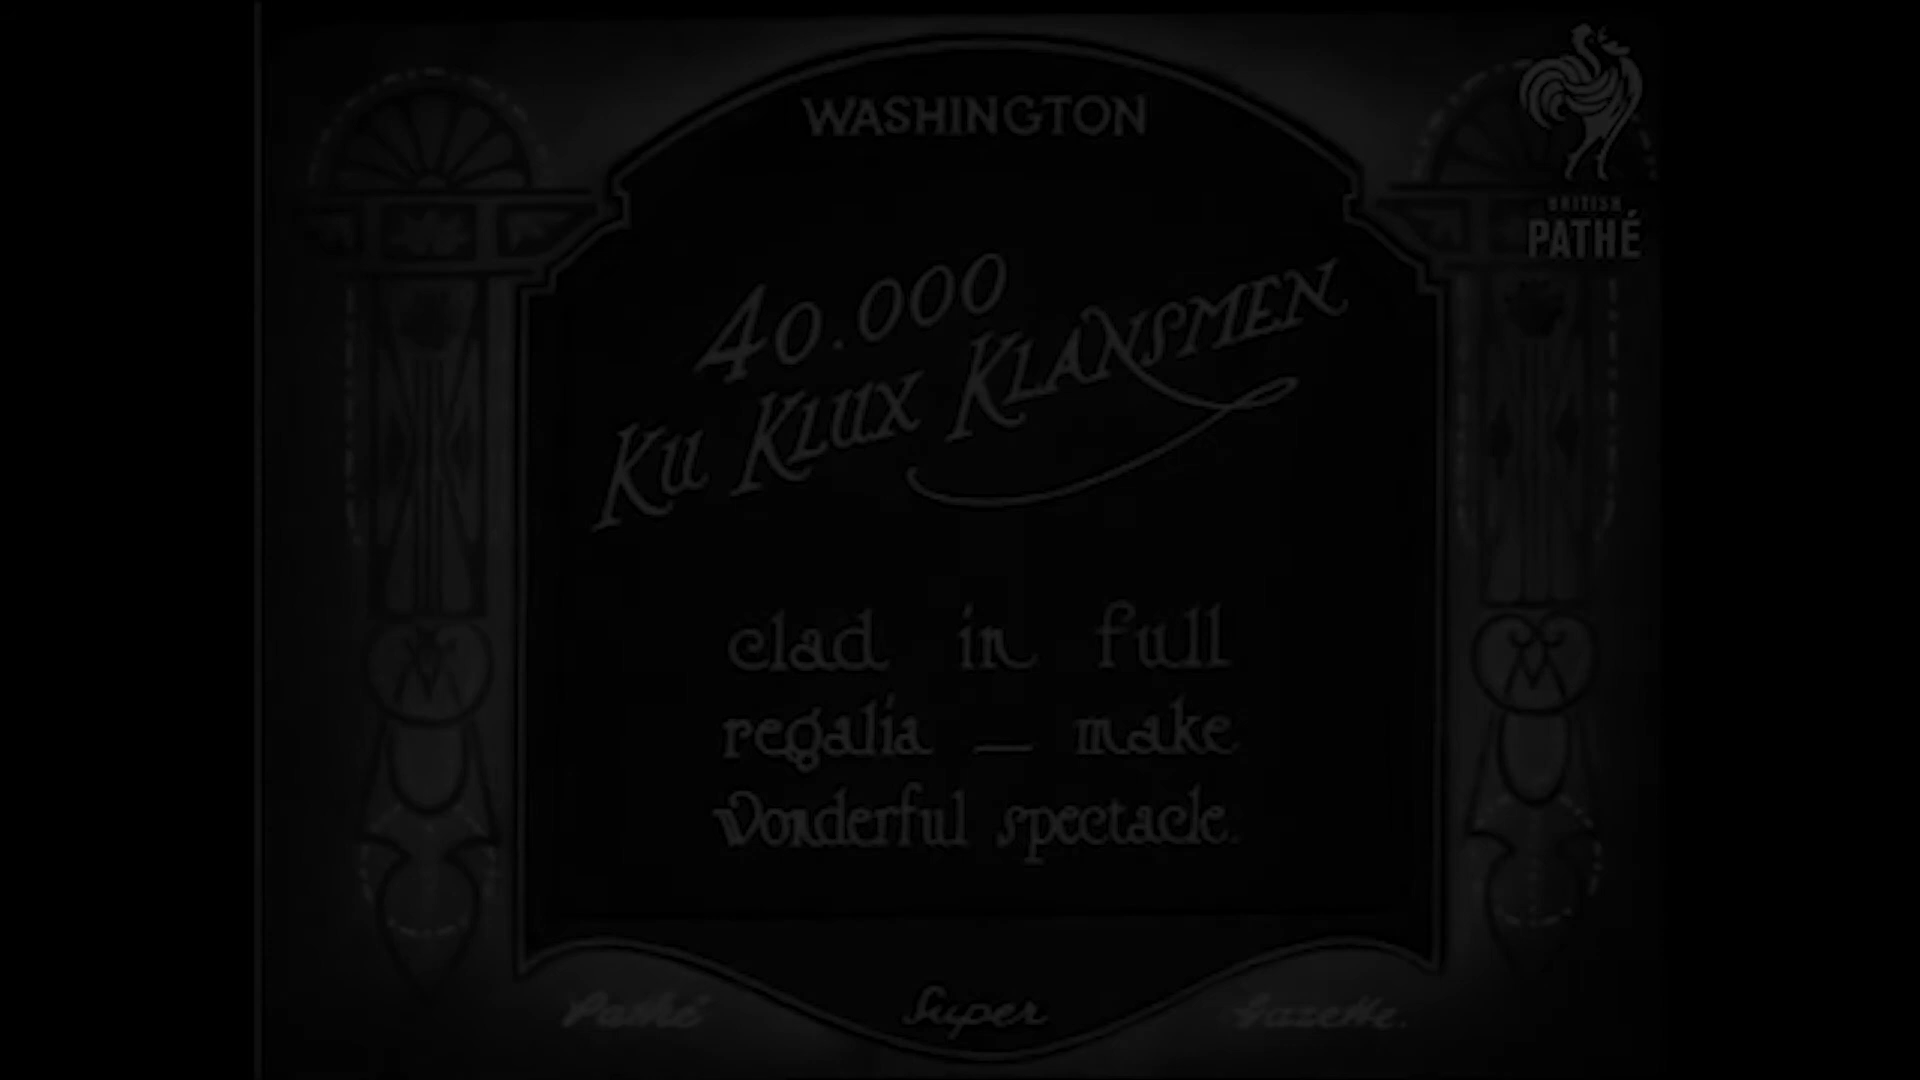 WASHINGTON
BRITISH
PATHÉ
40.000
KU KLUX KLANSMEN
clad in full
regalia — make
wonderful spectacle.
Pathé Super Gazette.